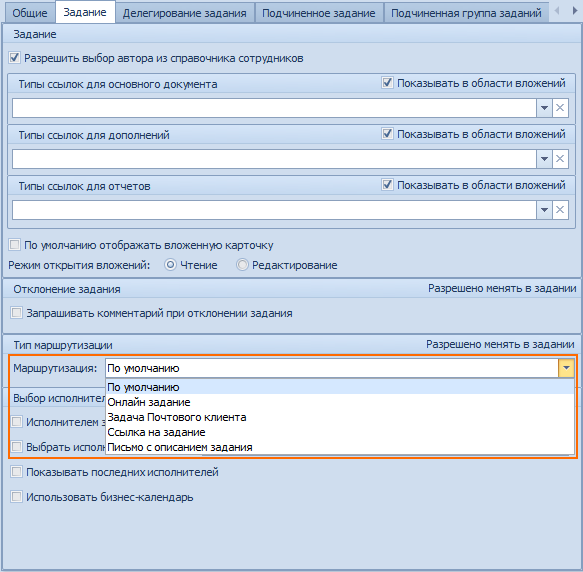 Общие Задание Делегирование задания Подчиненное задание Подчиненная группа заданий
Задание
Разрешить выбор автора из справочника сотрудников
Типы ссылок для основного документа Показывать в области вложений
Типы ссылок для дополнений Показывать в области вложений
Типы ссылок для отчетов Показывать в области вложений
По умолчанию отображать вложенную карточку
Режим открытия вложений: Чтение Редактирование
Отклонение задания Разрешено менять в задании
Запрашивать комментарий при отклонении задания
Тип маршрутизации Разрешено менять в задании
Маршрутизация: По умолчанию
По умолчанию
Выбор исполнител
Онлайн задание
Задача Почтового клиента
Исполнителем з
Ссылка на задание
Выбрать исполн
Письмо с описанием задания
Показывать последних исполнителей
Использовать бизнес-календарь